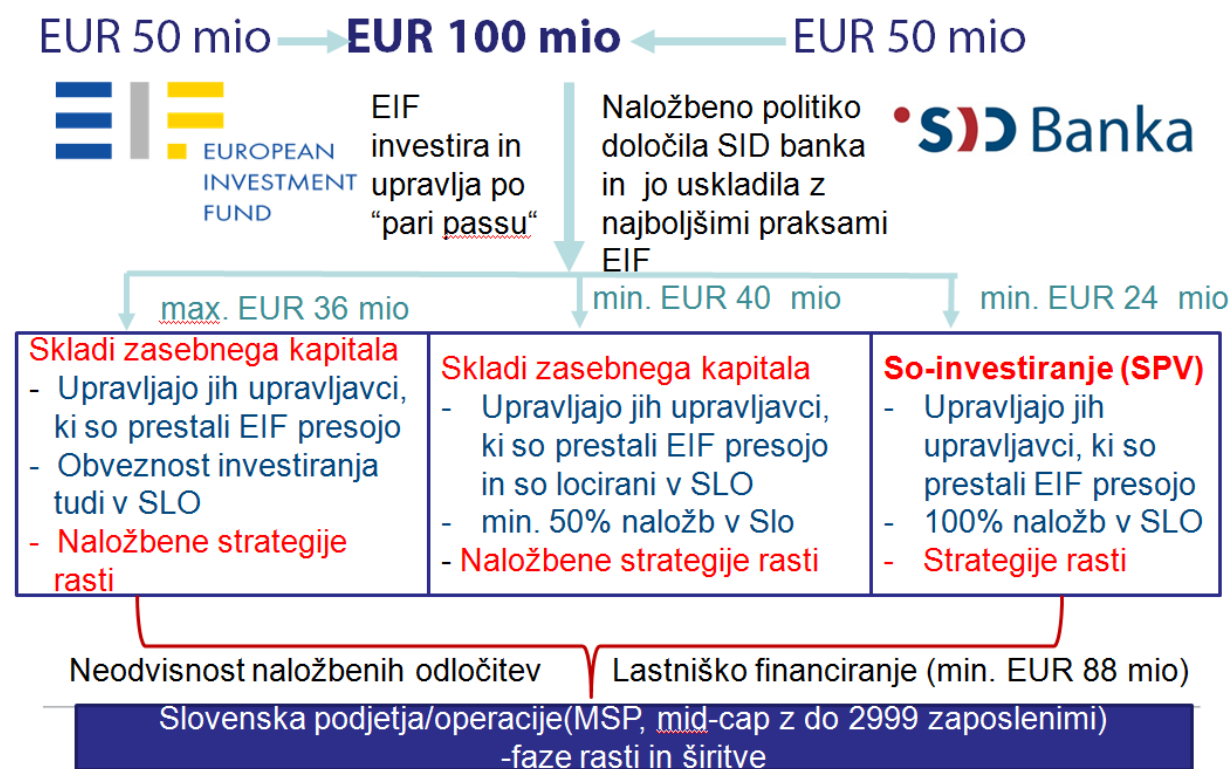 EUR 50 mio EUR 100 mio EUR 50 mio
EUROPEAN
INVESTMENT
FUND
EIF
investira in
upravlja po
“pari passu“
Naložbeno politiko
določila SID banka
in jo uskladila z
najboljšimi praksami
EIF
SID Banka
max. EUR 36 mio
min. EUR 40 mio
min. EUR 24 mio
Skladi zasebnega kapitala
- Upravljajo jih upravljavci,
ki so prestali EIF presojo
- Obveznost investiranja
tudi v SLO
- Naložbene strategije
rasti
Skladi zasebnega kapitala
- Upravljajo jih upravljavci,
ki so prestali EIF presojo
in so locirani v SLO
- min. 50% naložb v Slo
- Naložbene strategije rasti
So-investiranje (SPV)
- Upravljajo jih
upravljavci, ki so
prestali EIF presojo
- 100% naložb v SLO
- Strategije rasti
Neodvisnost naložbenih odločitev
Lastniško financiranje (min. EUR 88 mio)
Slovenska podjetja/operacije(MSP, mid-cap z do 2999 zaposlenimi)
-faze rasti in širitve